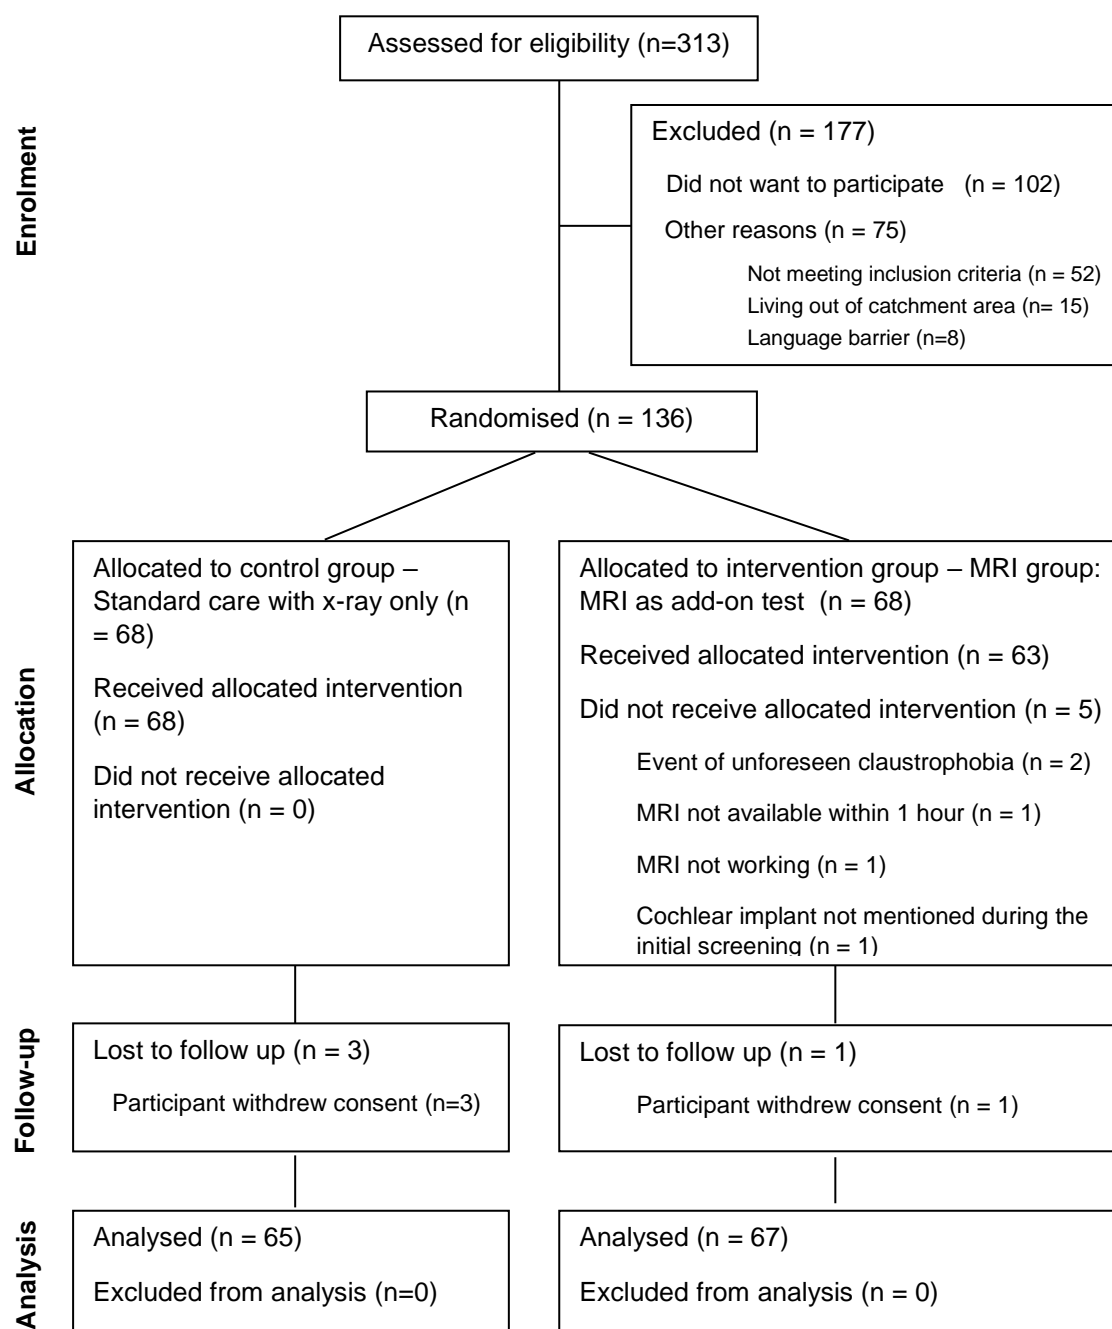 Assessed for eligibility (n=313)
Enrolment
Excluded (n = 177)
Did not want to participate (n = 102)
Other reasons (n = 75)
Not meeting inclusion criteria (n = 52)
Living out of catchment area (n= 15)
Language barrier (n=8)
Randomised (n = 136)
Allocation
Allocated to control group –
Standard care with x-ray only (n
= 68)
Received allocated intervention
(n = 68)
Did not receive allocated
intervention (n = 0)
Allocated to intervention group – MRI group:
MRI as add-on test (n = 68)
Received allocated intervention (n = 63)
Did not receive allocated intervention (n = 5)
Event of unforeseen claustrophobia (n = 2)
MRI not available within 1 hour (n = 1)
MRI not working (n = 1)
Cochlear implant not mentioned during the
initial screening (n = 1)
Follow-up
Lost to follow up (n = 3)
Participant withdrew consent (n=3)
Lost to follow up (n = 1)
Participant withdrew consent (n = 1)
Analysis
Analysed (n = 65)
Excluded from analysis (n=0)
Analysed (n = 67)
Excluded from analysis (n = 0)